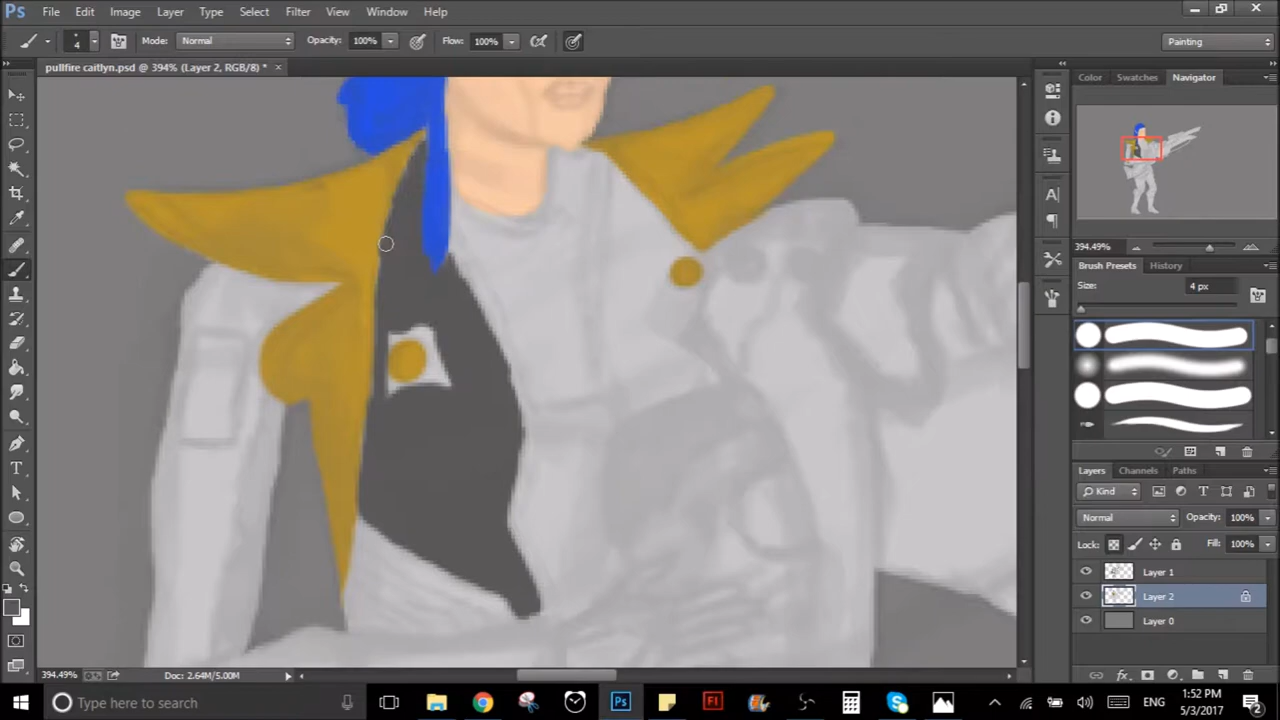 Ps File Edit Image Layer Type Select Filter View Window Help
4 Mode: Normal Opacity: 100% Flow: 100% Painting
pullfire caitlyn.psd @ 394% (Layer 2, RGB/8) * ×
Color Swatches Navigator
394.49%
Brush Presets History
Size: 4 px
Layers Channels Paths
Kind
Normal Opacity: 100%
Lock: Fill: 100%
Layer 1
Layer 2
Layer 0
394.49% Doc: 2.64M/5.00M
Type here to search
Ps Fl ENG 1:52 PM 5/3/2017 2